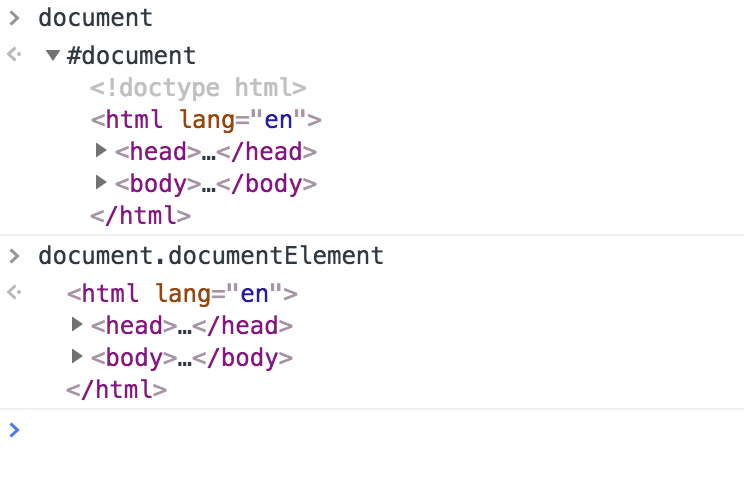 document
#document
<!doctype html>
<html lang="en">
<head>…</head>
<body>…</body>
</html>
document.documentElement
<html lang="en">
<head>…</head>
<body>…</body>
</html>